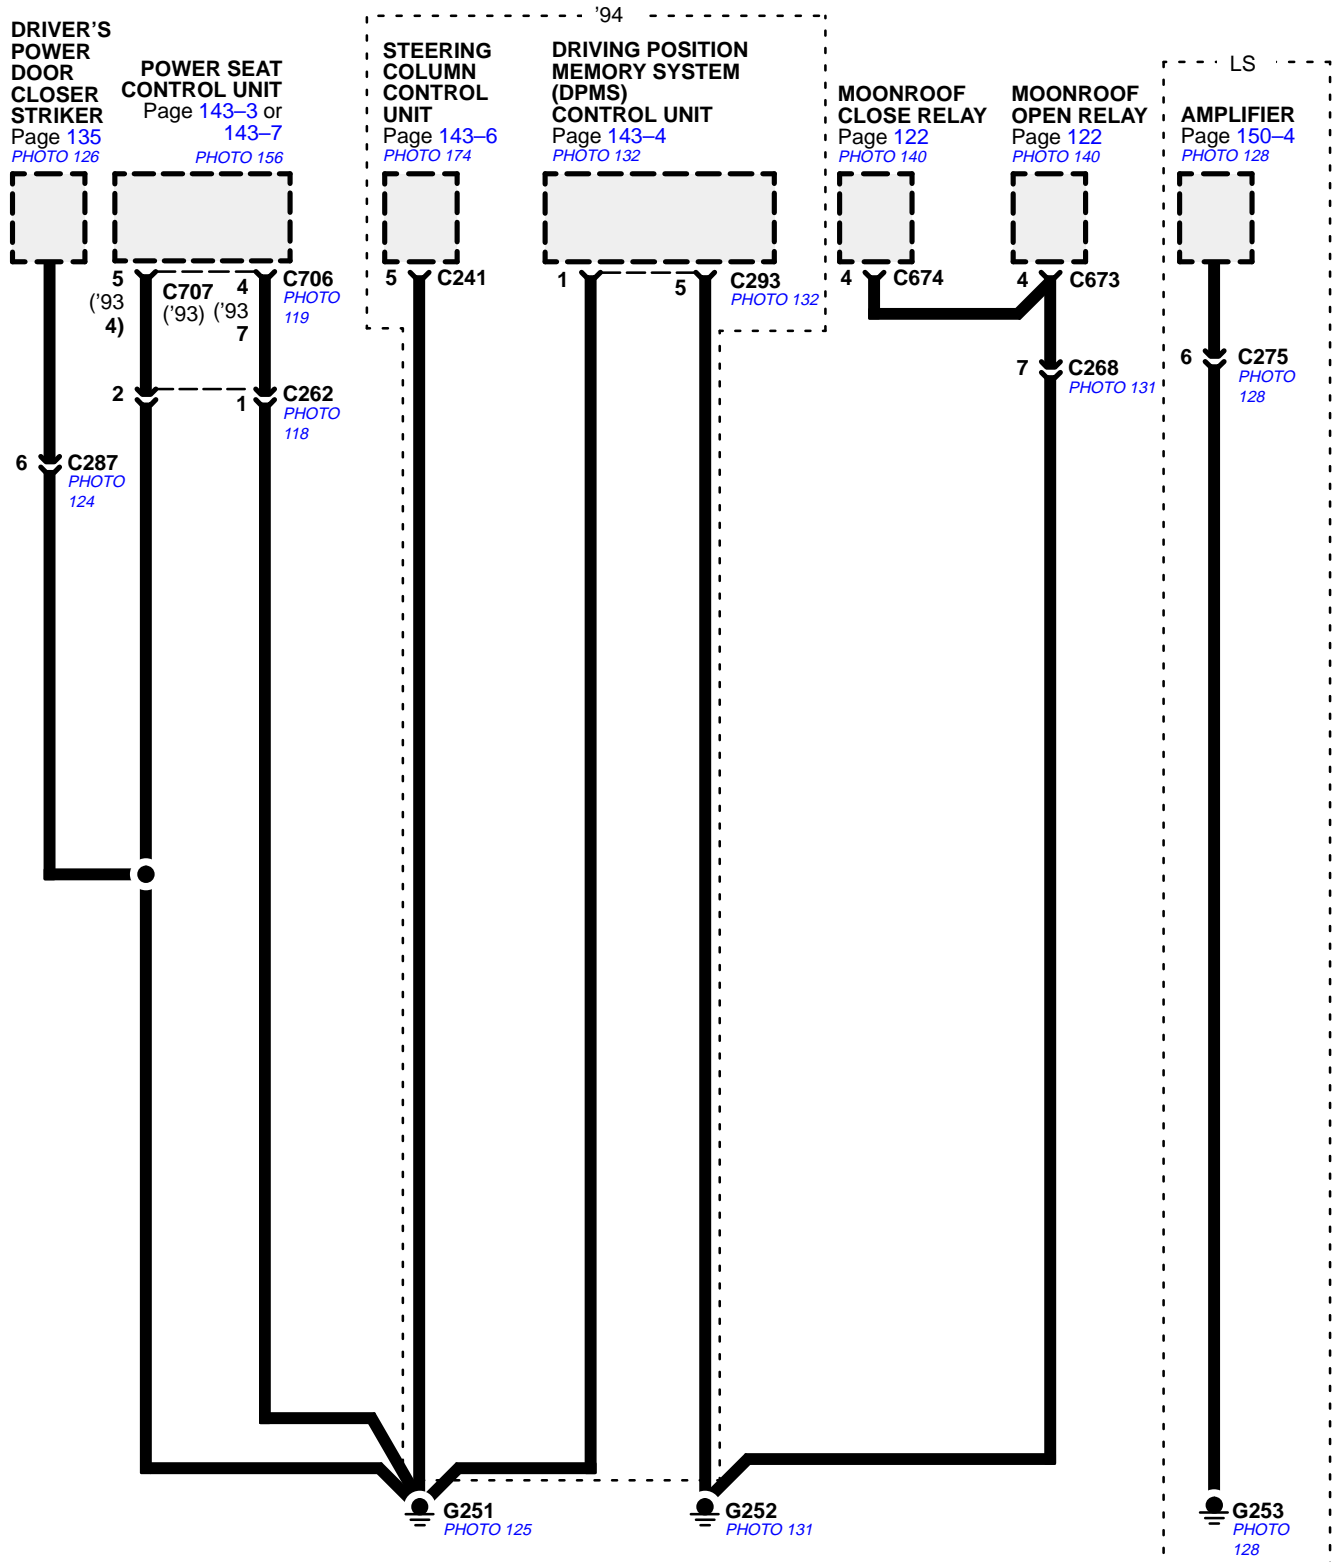 '94
DRIVER'S
POWER
DOOR
CLOSER
STRIKER
Page 135
PHOTO 126
POWER SEAT
CONTROL UNIT
Page 143–3 or
143–7
PHOTO 156
STEERING
COLUMN
CONTROL
UNIT
Page 143–6
PHOTO 174
DRIVING POSITION
MEMORY SYSTEM
(DPMS)
CONTROL UNIT
Page 143–4
PHOTO 132
MOONROOF
CLOSE RELAY
Page 122
PHOTO 140
MOONROOF
OPEN RELAY
Page 122
PHOTO 140
LS
AMPLIFIER
Page 150–4
PHOTO 128
5
('93
4)
C707
('93)
4
('93
7
C706
PHOTO
119
5
C241
1
5
C293
PHOTO 132
4
C674
4
C673
7
C268
PHOTO 131
6
C275
PHOTO
128
2
1
C262
PHOTO
118
6
C287
PHOTO
124
G251
PHOTO 125
G252
PHOTO 131
G253
PHOTO
128